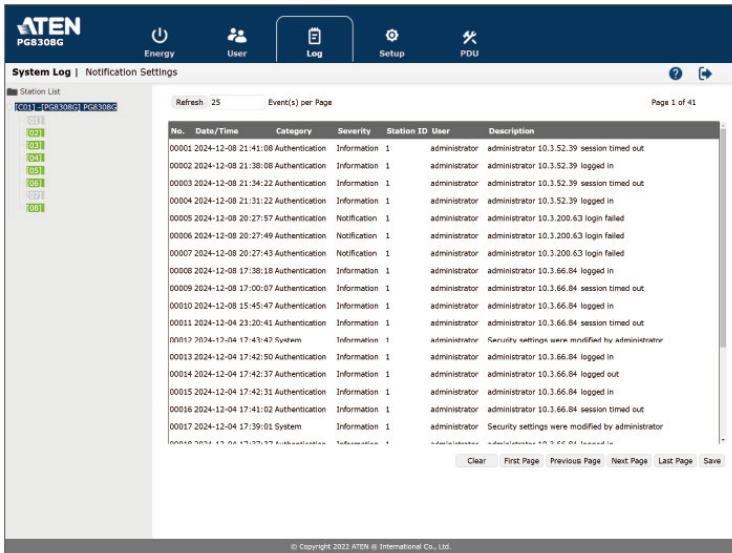 ATEN
PG8308G
Energy
User
Log
Setup
PDU
System Log | Notification Settings
Station List
[C01]-[PG8308G] PG8308G
[01]
[02]
[03]
[04]
[05]
[06]
[07]
[08]
Refresh 25 Event(s) per Page Page 1 of 41
No. Date/Time Category Severity Station ID User Description
00001 2024-12-08 21:41:08 Authentication Information 1 administrator administrator 10.3.52.39 session timed out
00002 2024-12-08 21:38:08 Authentication Information 1 administrator administrator 10.3.52.39 logged in
00003 2024-12-08 21:34:22 Authentication Information 1 administrator administrator 10.3.52.39 session timed out
00004 2024-12-08 21:31:22 Authentication Information 1 administrator administrator 10.3.52.39 logged in
00005 2024-12-08 20:27:57 Authentication Notification 1 administrator administrator 10.3.200.63 login failed
00006 2024-12-08 20:27:49 Authentication Notification 1 administrator administrator 10.3.200.63 login failed
00007 2024-12-08 20:27:43 Authentication Notification 1 administrator administrator 10.3.200.63 login failed
00008 2024-12-08 17:38:18 Authentication Information 1 administrator administrator 10.3.66.84 logged in
00009 2024-12-08 17:00:07 Authentication Information 1 administrator administrator 10.3.66.84 session timed out
00010 2024-12-08 15:45:47 Authentication Information 1 administrator administrator 10.3.66.84 logged in
00011 2024-12-04 23:20:41 Authentication Information 1 administrator administrator 10.3.66.84 session timed out
00012 2024-12-04 17:43:42 System Information 1 administrator Security settings were modified by administrator
00013 2024-12-04 17:42:50 Authentication Information 1 administrator administrator 10.3.66.84 logged in
00014 2024-12-04 17:42:37 Authentication Information 1 administrator administrator 10.3.66.84 logged out
00015 2024-12-04 17:42:31 Authentication Information 1 administrator administrator 10.3.66.84 logged in
00016 2024-12-04 17:41:02 Authentication Information 1 administrator administrator 10.3.66.84 session timed out
00017 2024-12-04 17:39:01 System Information 1 administrator Security settings were modified by administrator
00018 2024-12-04 17:37:37 Authentication Information 1 administrator administrator 10.3.66.84 logged in
Clear First Page Previous Page Next Page Last Page Save
© Copyright 2022 ATEN ® International Co., Ltd.